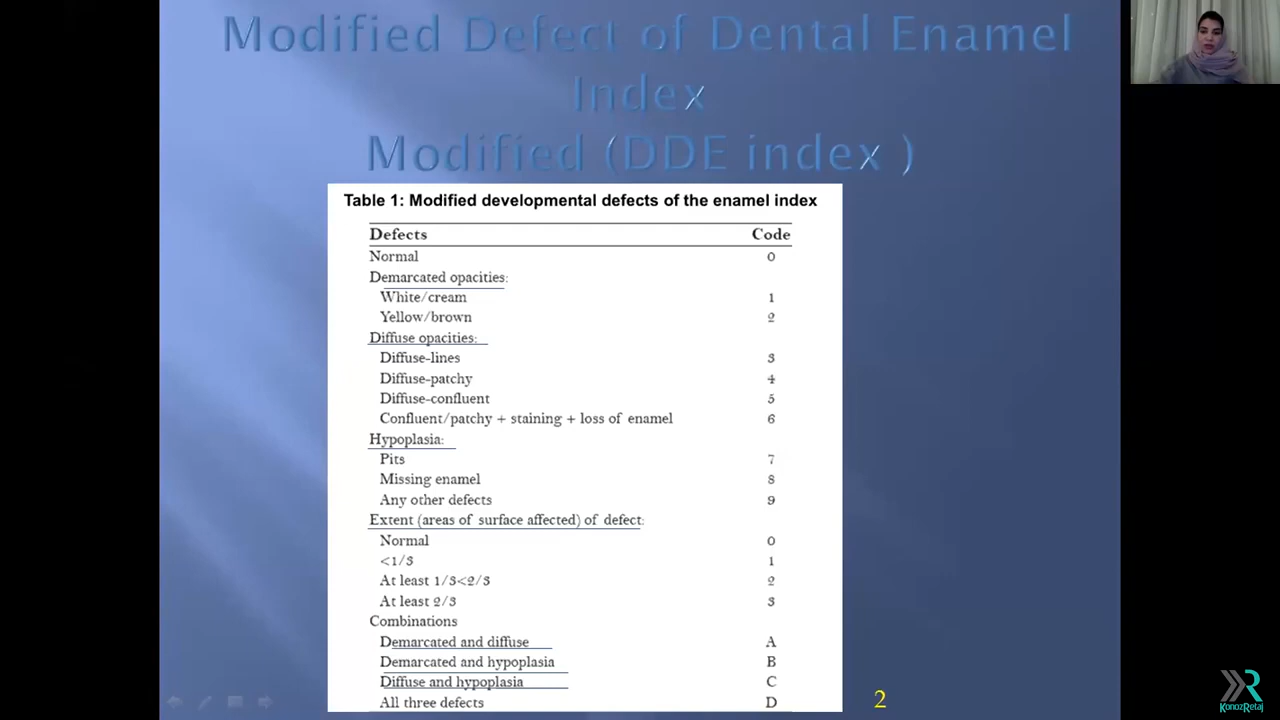 Modified Defect of Dental Enamel
Index
Modified (DDE index )
Table 1: Modified developmental defects of the enamel index
Defects Code
Normal 0
Demarcated opacities:
White/cream 1
Yellow/brown 2
Diffuse opacities:
Diffuse-lines 3
Diffuse-patchy 4
Diffuse-confluent 5
Confluent/patchy + staining + loss of enamel 6
Hypoplasia:
Pits 7
Missing enamel 8
Any other defects 9
Extent (areas of surface affected) of defect:
Normal 0
<1/3 1
At least 1/3<2/3 2
At least 2/3 3
Combinations
Demarcated and diffuse A
Demarcated and hypoplasia B
Diffuse and hypoplasia C
All three defects D
2
KonozRetaj